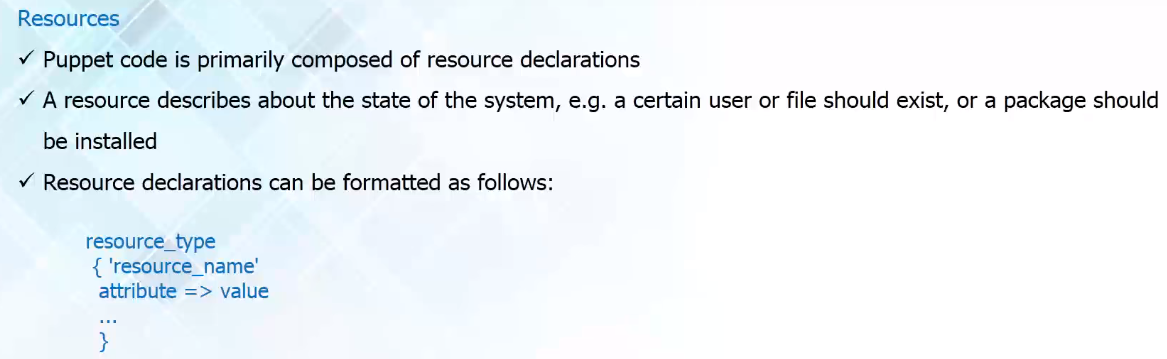 Resources
✓ Puppet code is primarily composed of resource declarations
✓ A resource describes about the state of the system, e.g. a certain user or file should exist, or a package should
be installed
✓ Resource declarations can be formatted as follows:
resource_type
{ 'resource_name'
attribute => value
...
}